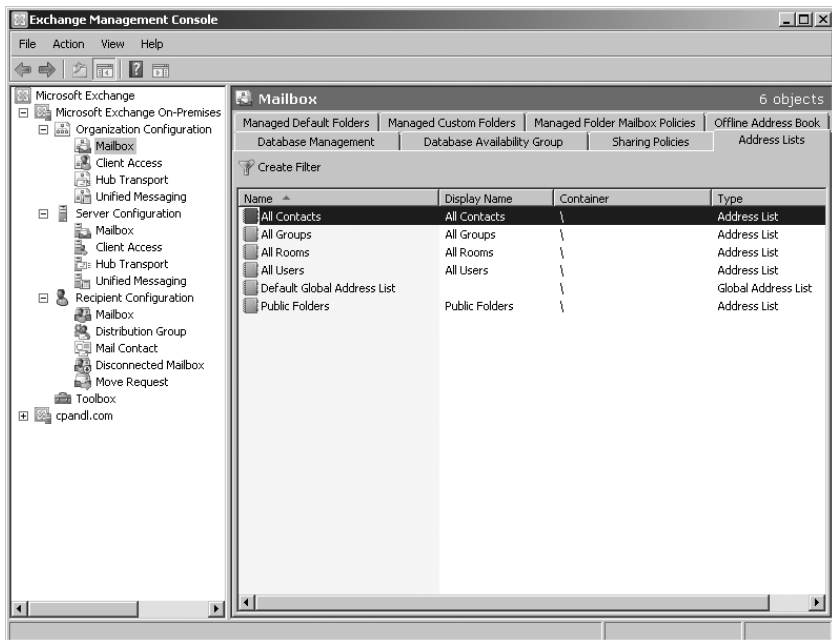 Exchange Management Console
File Action View Help
Microsoft Exchange
Microsoft Exchange On-Premises
Organization Configuration
Mailbox
Client Access
Hub Transport
Unified Messaging
Server Configuration
Mailbox
Client Access
Hub Transport
Unified Messaging
Recipient Configuration
Mailbox
Distribution Group
Mail Contact
Disconnected Mailbox
Move Request
Toolbox
cpandl.com
Mailbox 6 objects
Managed Default Folders Managed Custom Folders Managed Folder Mailbox Policies Offline Address Book
Database Management Database Availability Group Sharing Policies Address Lists
Create Filter
Name Display Name Container Type
All Contacts All Contacts \ Address List
All Groups All Groups \ Address List
All Rooms All Rooms \ Address List
All Users All Users \ Address List
Default Global Address List \ Global Address List
Public Folders Public Folders \ Address List